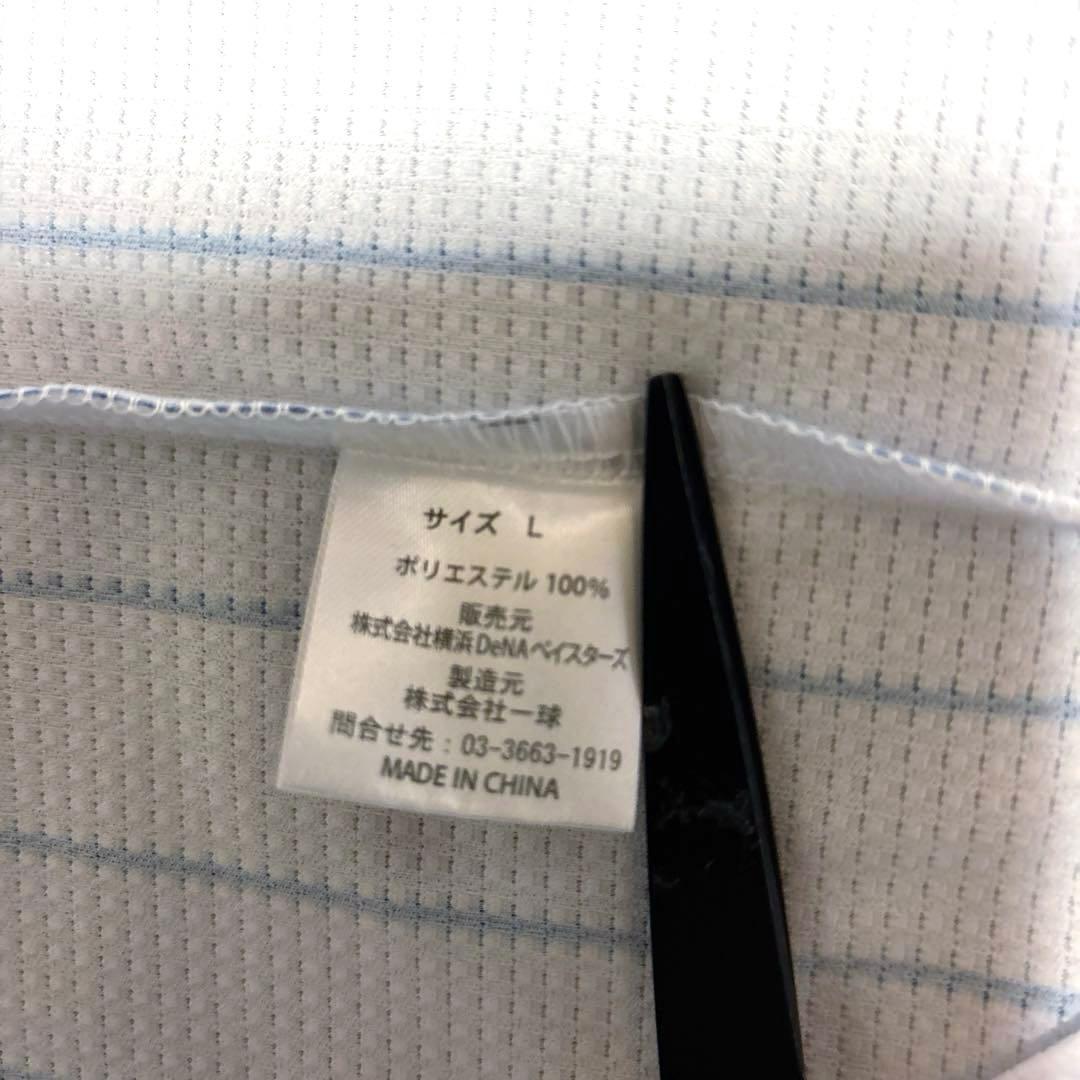 サイズ L
ポリエステル 100%
販売元
株式会社横浜DeNAベイスターズ
製造元
株式会社一球
問合せ先：03-3663-1919
MADE IN CHINA